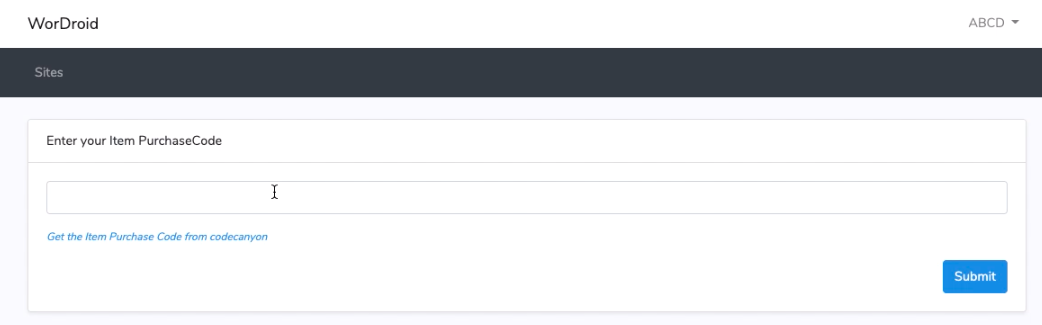 WorDroid
ABCD
Sites
Enter your Item PurchaseCode
Get the Item Purchase Code from codecanyon
Submit